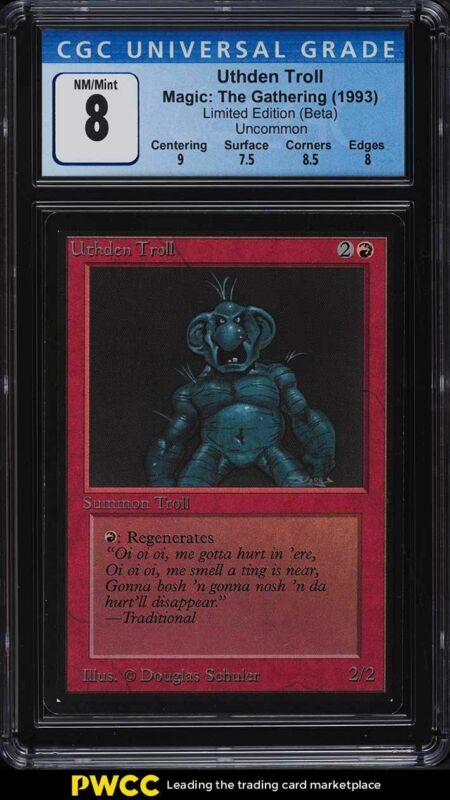 CGC UNIVERSAL GRADE
NM/Mint
8
Uthden Troll
Magic: The Gathering (1993)
Limited Edition (Beta)
Uncommon
Centering Surface Corners Edges
9 7.5 8.5 8
Uthden Troll 2
Summon Troll
: Regenerates
"Oi oi oi, me gotta hurt in 'ere,
Oi oi oi, me smell a ting is near,
Gonna bosh 'n gonna nosh 'n da
hurt'll disappear."
—Traditional
Illus. © Douglas Schuler 2/2
PWCC Leading the trading card marketplace